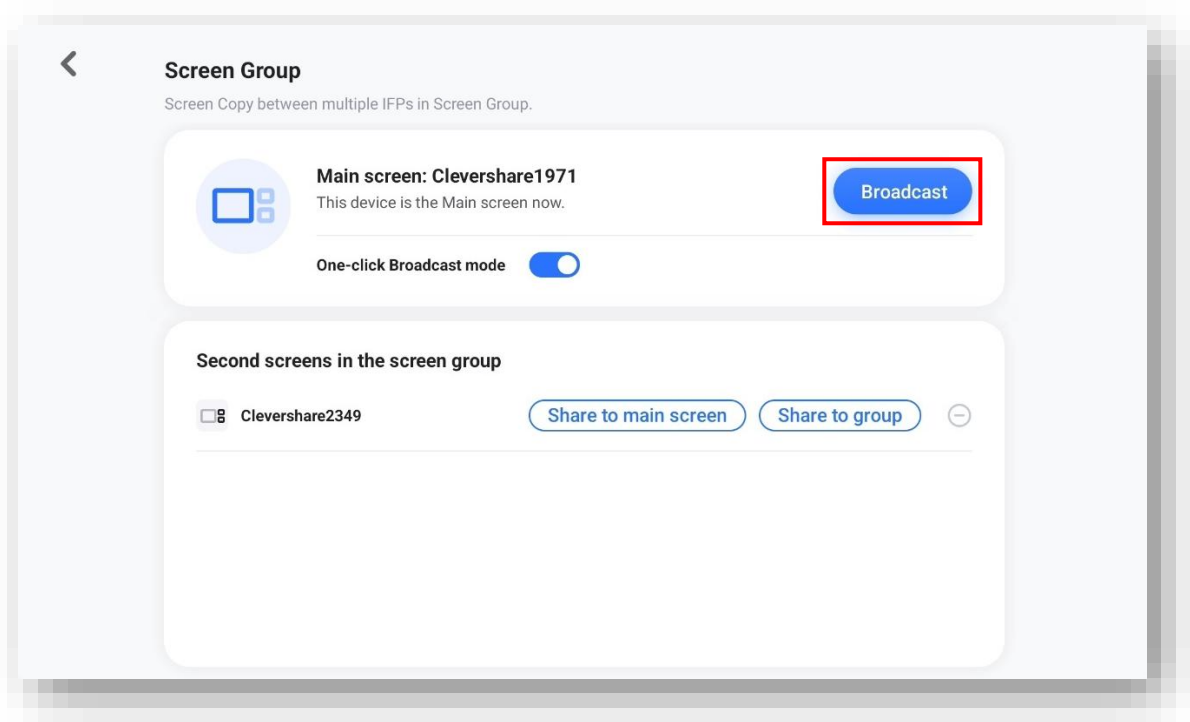 Screen Group
Screen Copy between multiple IFPs in Screen Group.
Main screen: Clevershare1971
This device is the Main screen now.
Broadcast
One-click Broadcast mode
Second screens in the screen group
Clevershare2349
Share to main screen
Share to group